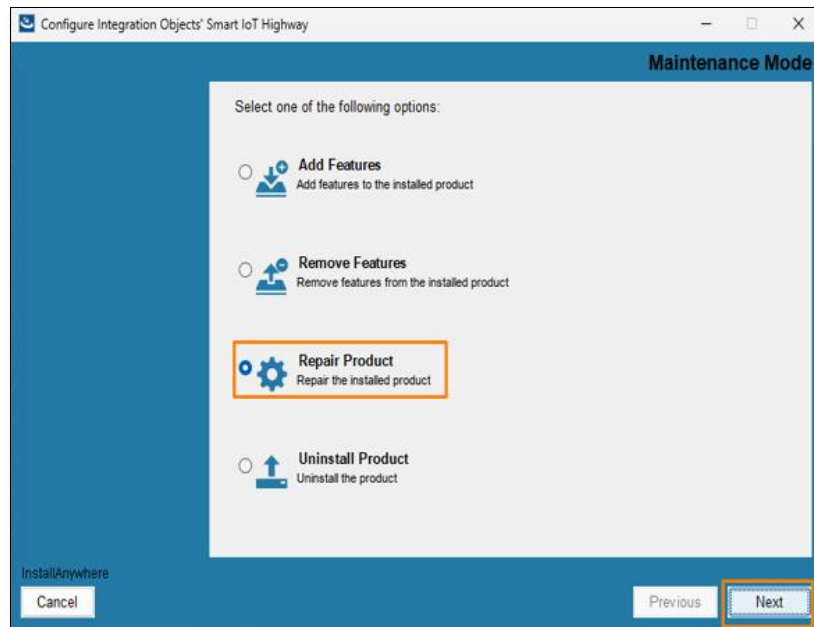 Configure Integration Objects' Smart IoT Highway
Maintenance Mode
Select one of the following options:
Add Features
Add features to the installed product
Remove Features
Remove features from the installed product
Repair Product
Repair the installed product
Uninstall Product
Uninstall the product
InstallAnywhere
Cancel
Previous
Next